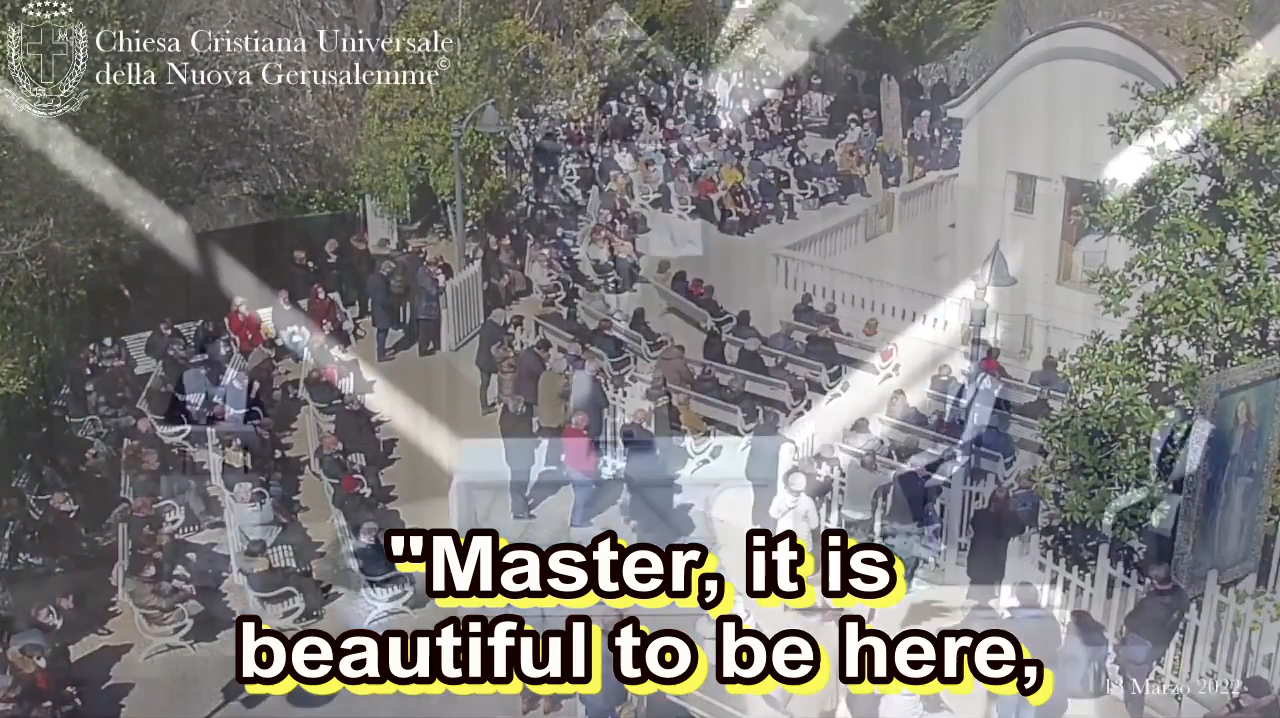 Chiesa Cristiana Universale
della Nuova Gerusalemme©
"Master, it is
beautiful to be here,
13 Marzo 2022